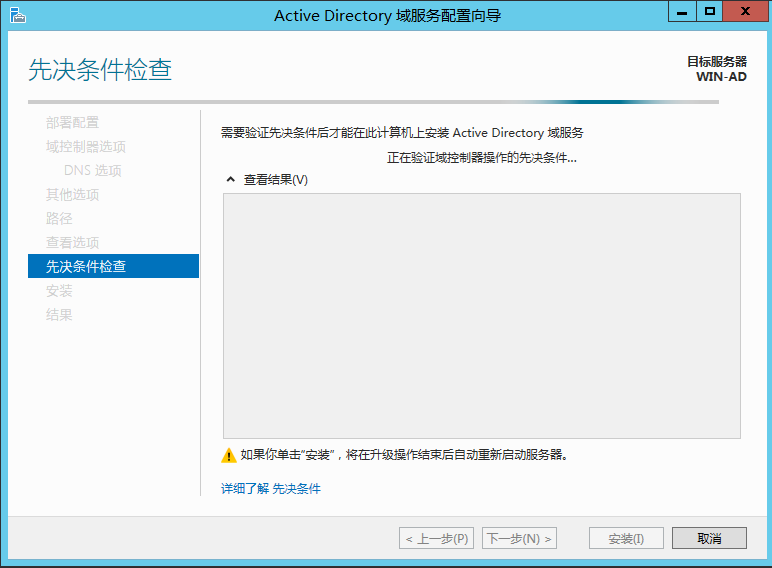 Active Directory 域服务配置向导
先决条件检查
目标服务器
WIN-AD
部署配置
域控制器选项
DNS 选项
其他选项
路径
查看选项
先决条件检查
安装
结果
需要验证先决条件后才能在此计算机上安装 Active Directory 域服务
正在验证域控制器操作的先决条件...
查看结果(V)
如果你单击"安装"，将在升级操作结束后自动重新启动服务器。
详细了解 先决条件
< 上一步(P)
下一步(N) >
安装(I)
取消